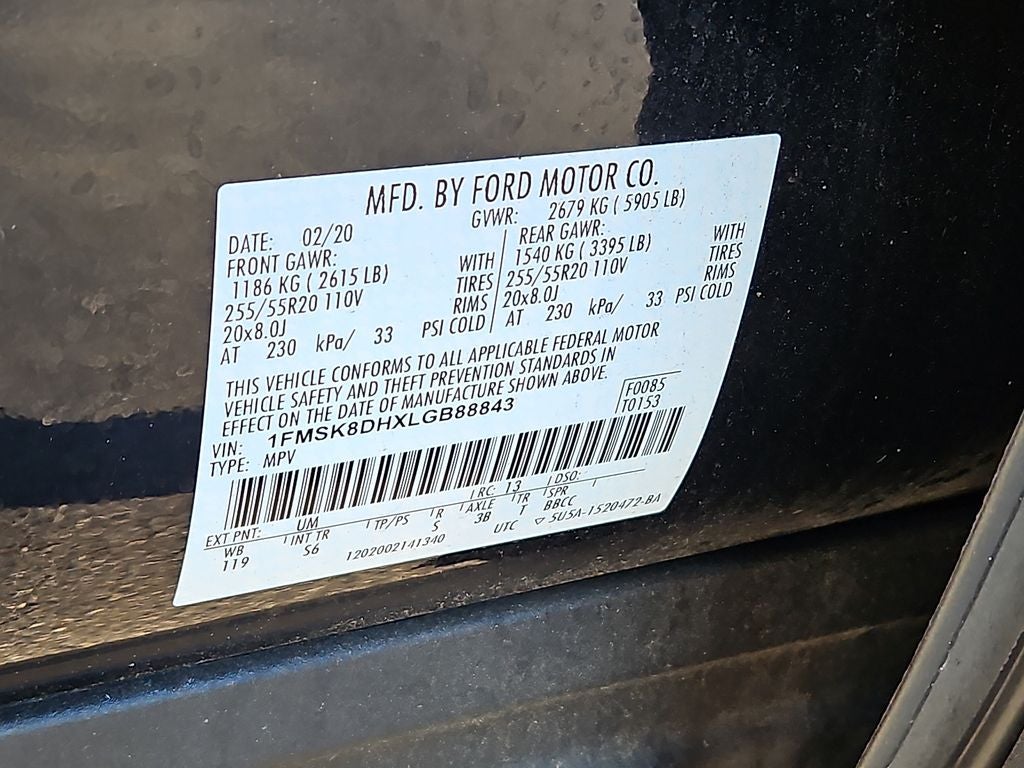 MFD. BY FORD MOTOR CO.
DATE: 02/20 GVWR: 2679 KG ( 5905 LB)
FRONT GAWR: REAR GAWR:
1186 KG ( 2615 LB) WITH 1540 KG ( 3395 LB) WITH
255/55R20 110V TIRES 255/55R20 110V TIRES
20x8.0J RIMS 20x8.0J RIMS
AT 230 kPa/ 33 PSI COLD AT 230 kPa/ 33 PSI COLD
THIS VEHICLE CONFORMS TO ALL APPLICABLE FEDERAL MOTOR
VEHICLE SAFETY AND THEFT PREVENTION STANDARDS IN
EFFECT ON THE DATE OF MANUFACTURE SHOWN ABOVE.
VIN: 1FMSK8DHXLGB88843 F0085
TYPE: MPV T0153
EXT PNT: UM RC: 13 DSO:
WB INT TR TP/PS R AXLE TR SPR
119 S6 S 3B T BBCC
1202002141340 UTC ▽ 5U5A-1520472-BA